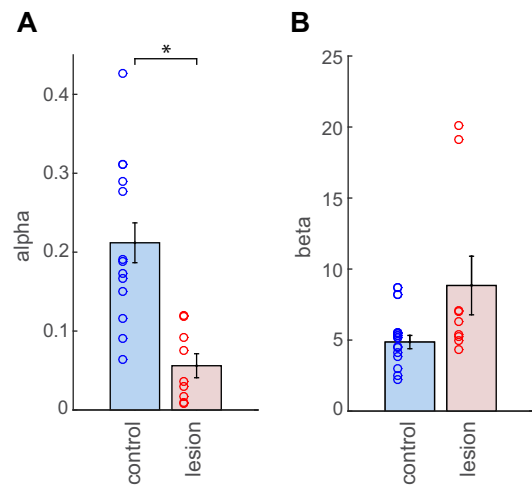 A
*
alpha
0.4
0.3
0.2
0.1
0
control
lesion
B
beta
25
20
15
10
5
0
control
lesion